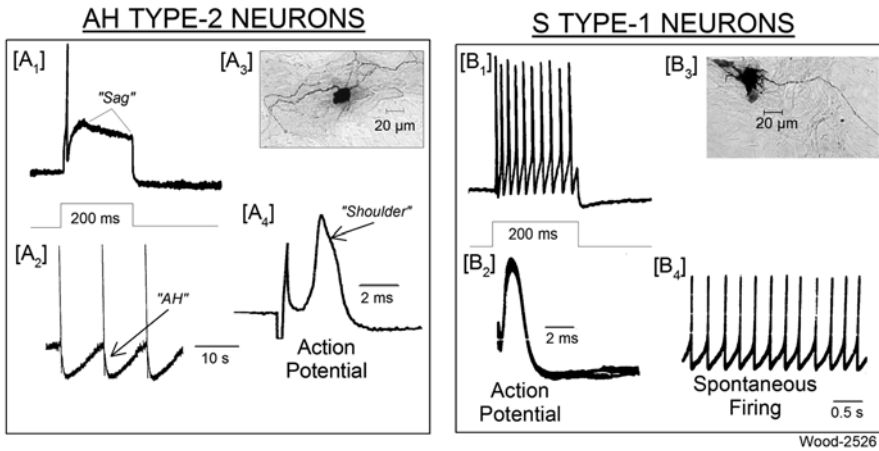 AH TYPE-2 NEURONS
[A1]
"Sag"
200 ms
[A2]
"AH"
10 s
[A3]
20 µm
[A4]
"Shoulder"
2 ms
Action
Potential
S TYPE-1 NEURONS
[B1]
200 ms
[B2]
2 ms
Action
Potential
[B3]
20 µm
[B4]
Spontaneous
Firing
0.5 s
Wood-2526